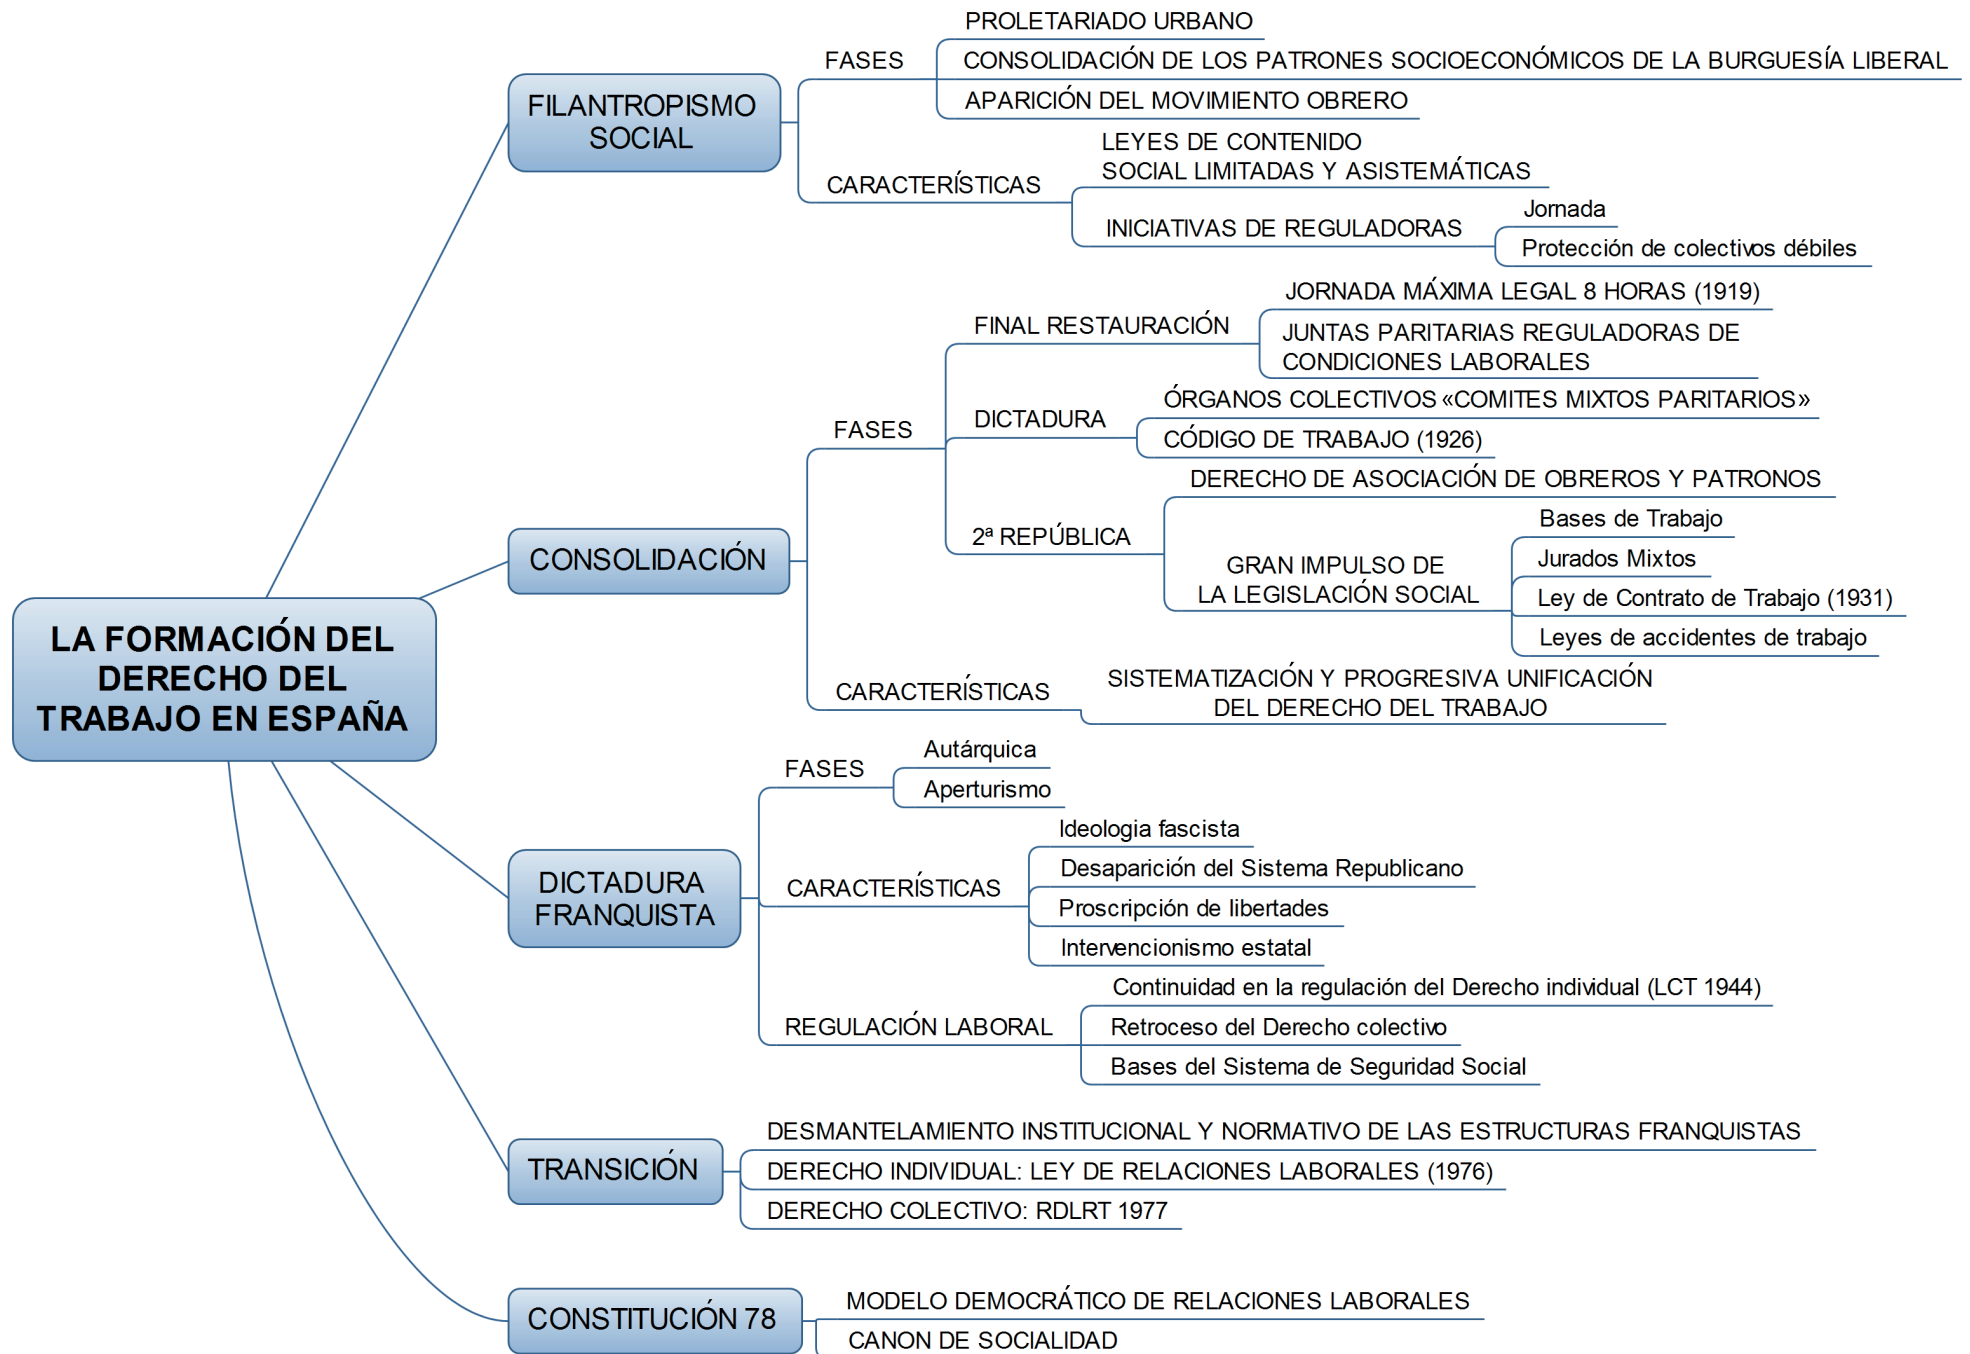 LA FORMACIÓN DEL
DERECHO DEL
TRABAJO EN ESPAÑA
FILANTROPISMO
SOCIAL
FASES
PROLETARIADO URBANO
CONSOLIDACIÓN DE LOS PATRONES SOCIOECONÓMICOS DE LA BURGUESÍA LIBERAL
APARICIÓN DEL MOVIMIENTO OBRERO
CARACTERÍSTICAS
LEYES DE CONTENIDO
SOCIAL LIMITADAS Y ASISTEMÁTICAS
INICIATIVAS DE REGULADORAS
Jornada
Protección de colectivos débiles
CONSOLIDACIÓN
FASES
FINAL RESTAURACIÓN
JORNADA MÁXIMA LEGAL 8 HORAS (1919)
JUNTAS PARITARIAS REGULADORAS DE
CONDICIONES LABORALES
DICTADURA
ÓRGANOS COLECTIVOS «COMITES MIXTOS PARITARIOS»
CÓDIGO DE TRABAJO (1926)
2ª REPÚBLICA
DERECHO DE ASOCIACIÓN DE OBREROS Y PATRONOS
GRAN IMPULSO DE
LA LEGISLACIÓN SOCIAL
Bases de Trabajo
Jurados Mixtos
Ley de Contrato de Trabajo (1931)
Leyes de accidentes de trabajo
CARACTERÍSTICAS
SISTEMATIZACIÓN Y PROGRESIVA UNIFICACIÓN
DEL DERECHO DEL TRABAJO
DICTADURA
FRANQUISTA
FASES
Autárquica
Aperturismo
CARACTERÍSTICAS
Ideologia fascista
Desaparición del Sistema Republicano
Proscripción de libertades
Intervencionismo estatal
REGULACIÓN LABORAL
Continuidad en la regulación del Derecho individual (LCT 1944)
Retroceso del Derecho colectivo
Bases del Sistema de Seguridad Social
TRANSICIÓN
DESMANTELAMIENTO INSTITUCIONAL Y NORMATIVO DE LAS ESTRUCTURAS FRANQUISTAS
DERECHO INDIVIDUAL: LEY DE RELACIONES LABORALES (1976)
DERECHO COLECTIVO: RDLRT 1977
CONSTITUCIÓN 78
MODELO DEMOCRÁTICO DE RELACIONES LABORALES
CANON DE SOCIALIDAD